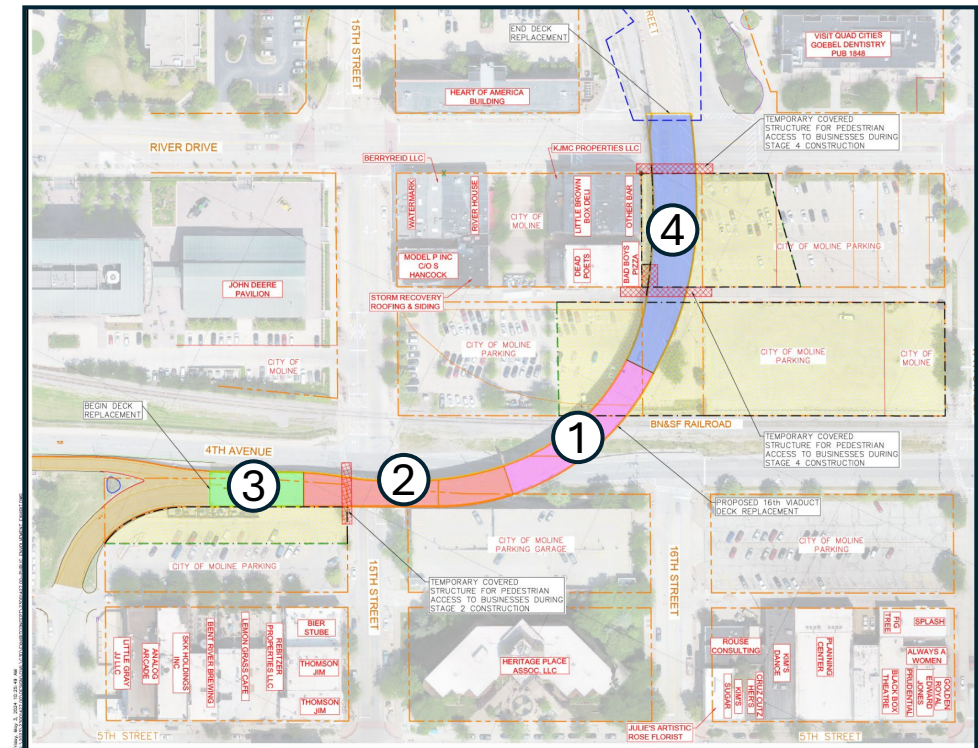 STREET
END DECK
REPLACEMENT
15TH STREET
VISIT QUAD CITIES
GOEBEL DENTISTRY
PUB 1848
HEART OF AMERICA
BUILDING
TEMPORARY COVERED
STRUCTURE FOR PEDESTRIAN
ACCESS TO BUSINESSES DURING
STAGE 4 CONSTRUCTION
RIVER DRIVE
BERRYREID LLC
KJMC PROPERTIES LLC
WATERMARK
RIVER HOUSE
CITY OF
MOLINE
LITTLE BROWN
BOX DELI
OTHER BAR
4
CITY OF MOLINE PARKING
MODEL P INC
C/O S
HANCOCK
DEAD
POETS
BAD BOYS
PIZZA
JOHN DEERE
PAVILION
STORM RECOVERY
ROOFING & SIDING
CITY OF MOLINE
PARKING
CITY OF MOLINE
PARKING
CITY OF
MOLINE
CITY OF
MOLINE
BEGIN DECK
REPLACEMENT
BN&SF RAILROAD
1
4TH AVENUE
TEMPORARY COVERED
STRUCTURE FOR PEDESTRIAN
ACCESS TO BUSINESSES DURING
STAGE 4 CONSTRUCTION
3
2
PROPOSED 16th VIADUCT
DECK REPLACEMENT
CITY OF MOLINE
PARKING GARAGE
CITY OF MOLINE
PARKING
CITY OF MOLINE PARKING
15TH STREET
16TH STREET
TEMPORARY COVERED
STRUCTURE FOR PEDESTRIAN
ACCESS TO BUSINESSES DURING
STAGE 2 CONSTRUCTION
LITTLE GRAY
JJ LLC
ANALOG
ARCADE
SKK HOLDINGS
INC
BENT RIVER BREWING
LEMON GRASS CAFE
REBITZER
PROPERTIES LLC
BIER
STUBE
THOMSON
JIM
THOMSON
JIM
HERITAGE PLACE
ASSOC. LLC
ROUSE
CONSULTING
KIM'S
DANCE
PLANNING
CENTER
FIG
TREE
SPLASH
ALWAYS A
WOMEN
SUGAR
KIM'S
CRUZ CUTZ
HER'S
BLACK BOX
THEATRE
PRUDENTIAL
JONES
EDWARD
ROYAL
GOLDEN
JULIE'S ARTISTIC
ROSE FLORIST
5TH STREET
5TH STREET